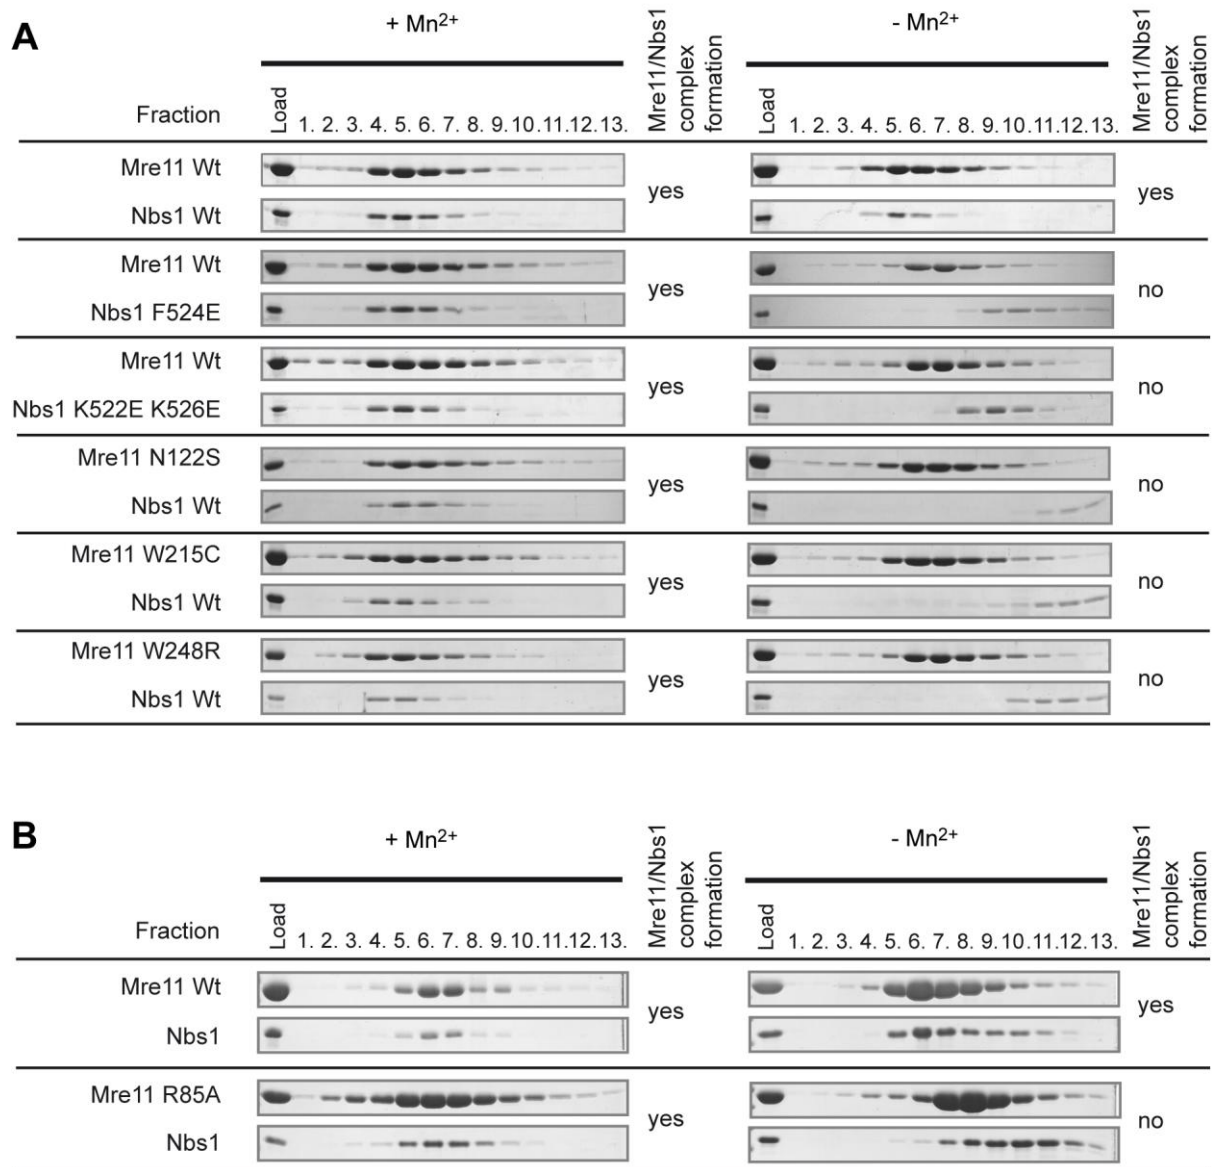 A
+ Mn2+
Mre11/Nbs1 complex formation
- Mn2+
Mre11/Nbs1 complex formation
Fraction Load 1. 2. 3. 4. 5. 6. 7. 8. 9. 10. 11. 12. 13. Load 1. 2. 3. 4. 5. 6. 7. 8. 9. 10. 11. 12. 13.
Mre11 Wt
yes yes
Nbs1 Wt
Mre11 Wt
yes no
Nbs1 F524E
Mre11 Wt
yes no
Nbs1 K522E K526E
Mre11 N122S
yes no
Nbs1 Wt
Mre11 W215C
yes no
Nbs1 Wt
Mre11 W248R
yes no
Nbs1 Wt
B
+ Mn2+
Mre11/Nbs1 complex formation
- Mn2+
Mre11/Nbs1 complex formation
Fraction Load 1. 2. 3. 4. 5. 6. 7. 8. 9. 10. 11. 12. 13. Load 1. 2. 3. 4. 5. 6. 7. 8. 9. 10. 11. 12. 13.
Mre11 Wt
yes yes
Nbs1
Mre11 R85A
yes no
Nbs1